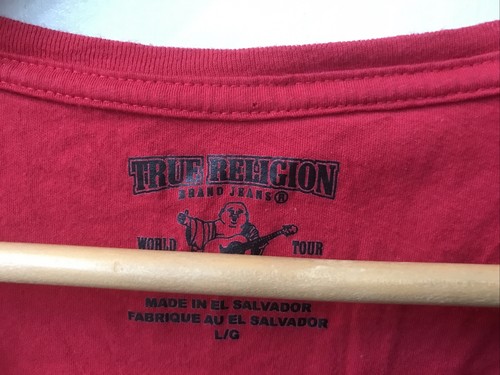 TRUE RELIGION
BRAND JEANS®
WORLD TOUR
MADE IN EL SALVADOR
FABRIQUE AU EL SALVADOR
L/G